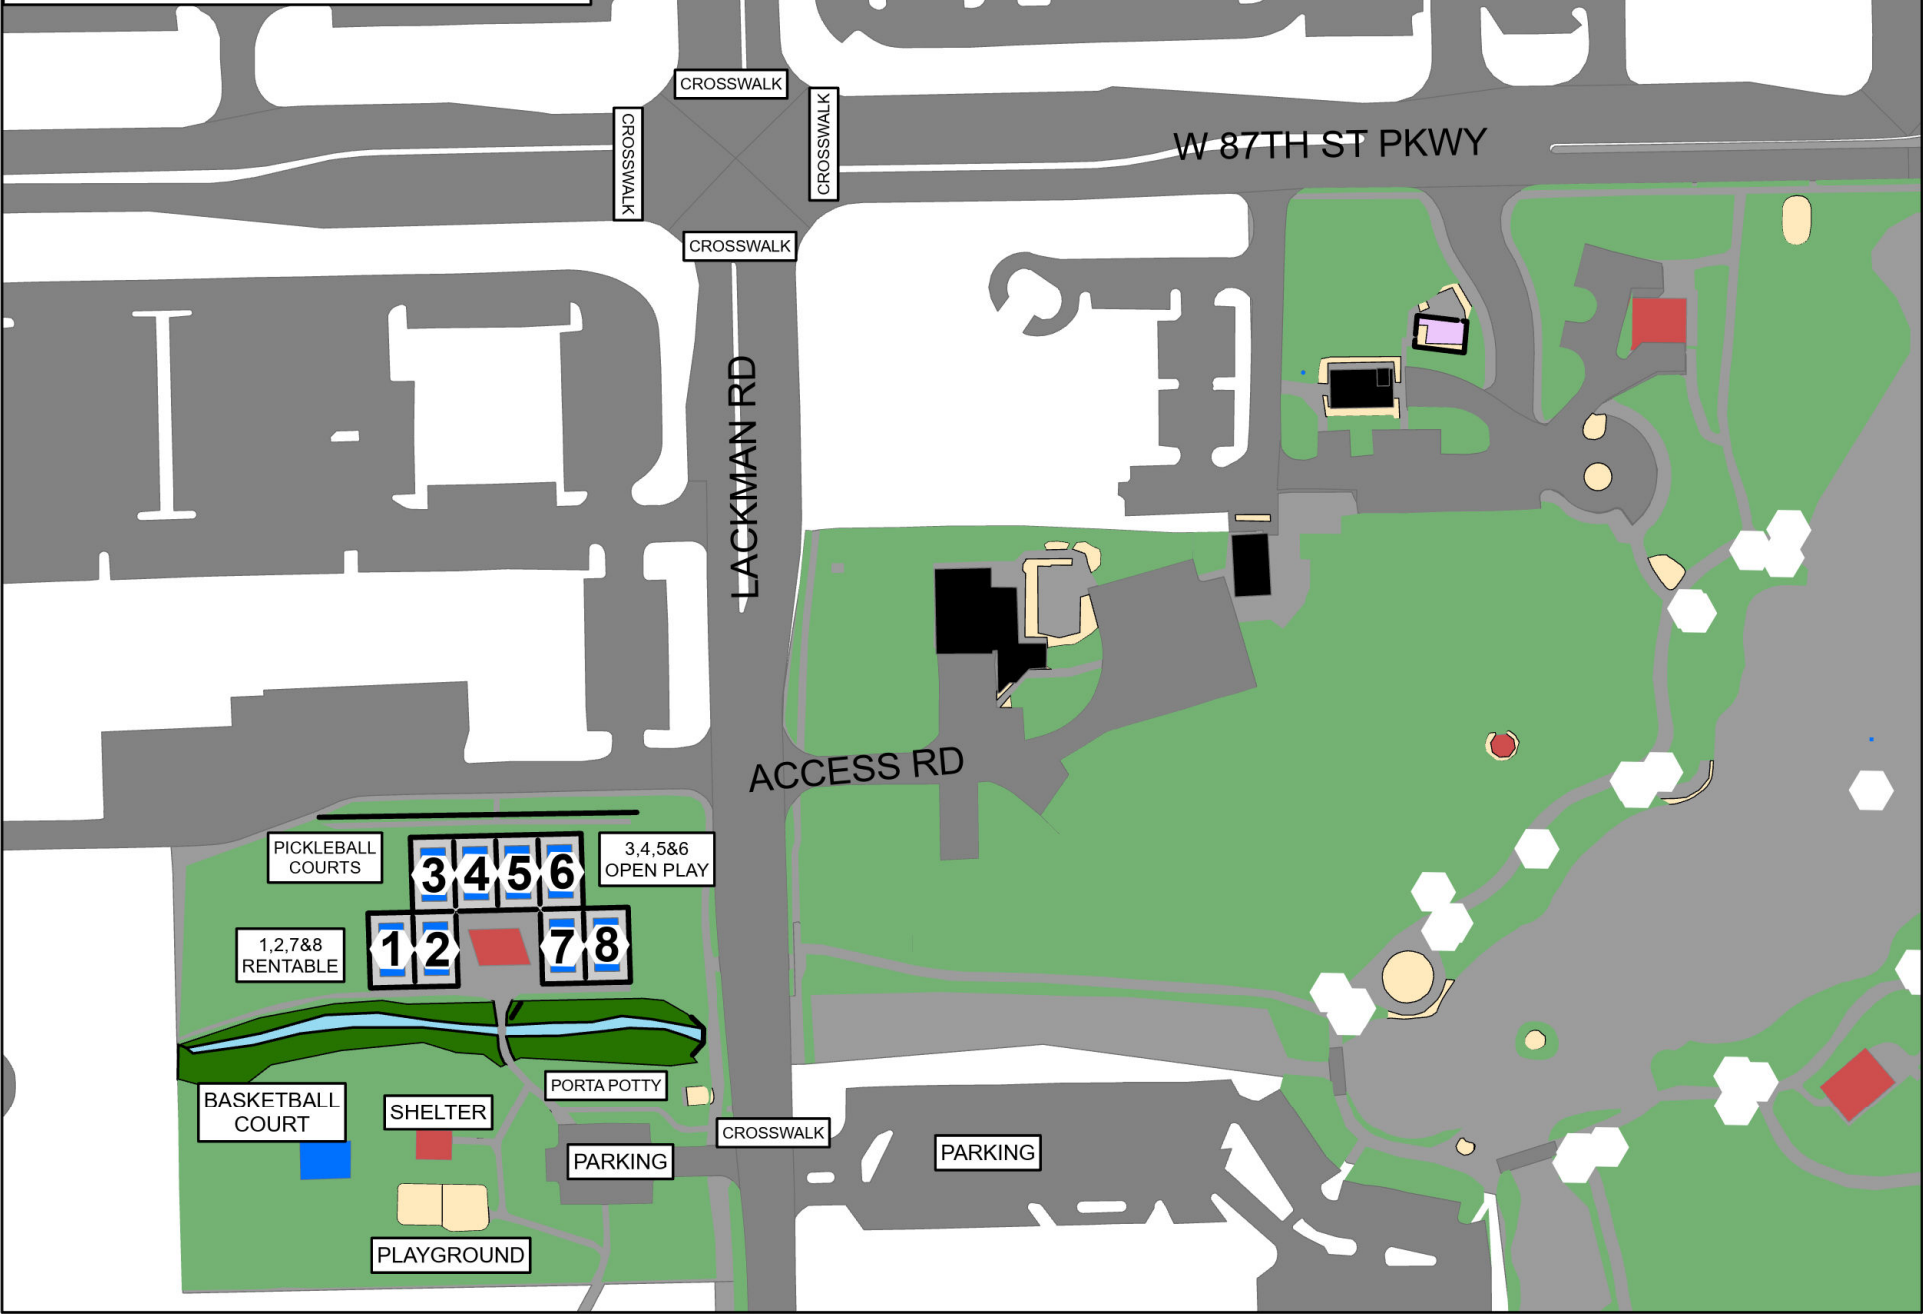 CROSSWALK
CROSSWALK
CROSSWALK
W 87TH ST PKWY
CROSSWALK
LACKMAN RD
ACCESS RD
PICKLEBALL
COURTS
3 4 5 6
3,4,5&6
OPEN PLAY
1,2,7&8
RENTABLE
1 2 7 8
BASKETBALL
COURT
SHELTER
PORTA POTTY
CROSSWALK
PARKING
PARKING
PLAYGROUND